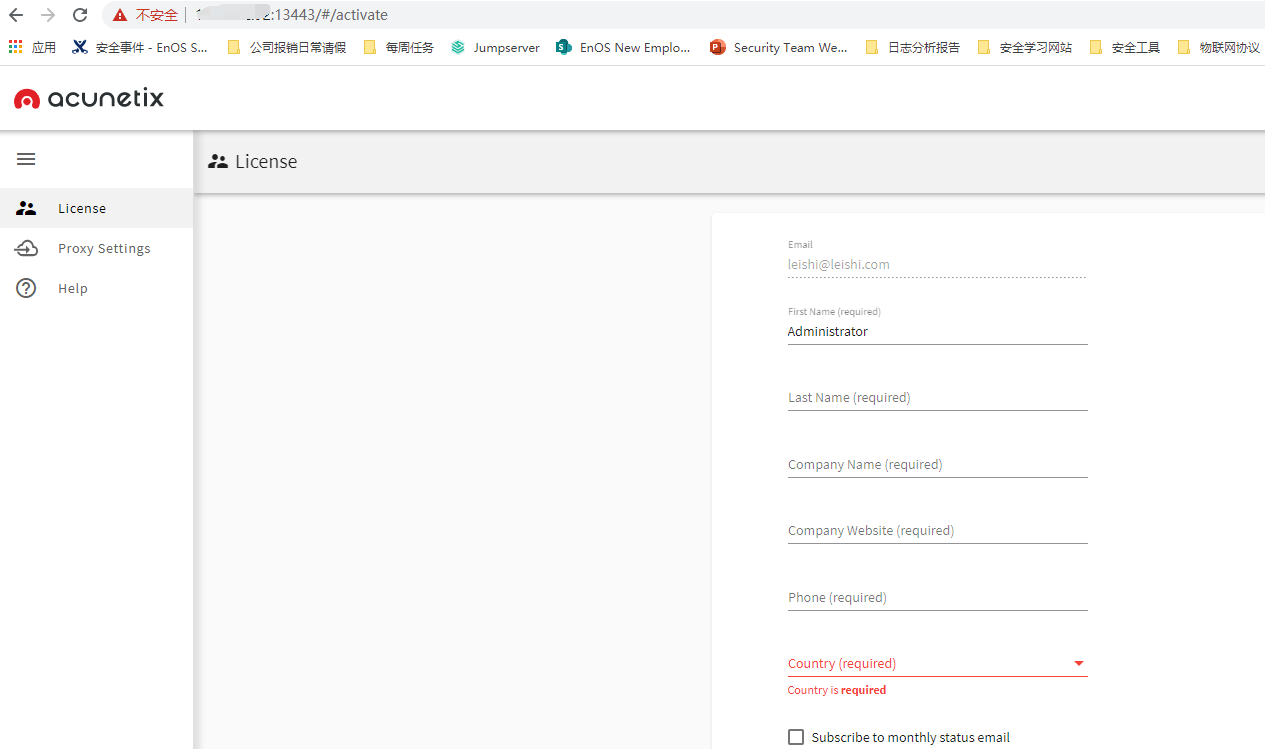 不安全 :13443/#/activate
应用 安全事件 - EnOS S... 公司报销日常请假 每周任务 Jumpserver EnOS New Emplo... Security Team We... 日志分析报告 安全学习网站 安全工具 物联网协议
acunetix
License
License
Proxy Settings
Help
Email
leishi@leishi.com
First Name (required)
Administrator
Last Name (required)
Company Name (required)
Company Website (required)
Phone (required)
Country (required)
Country is required
Subscribe to monthly status email